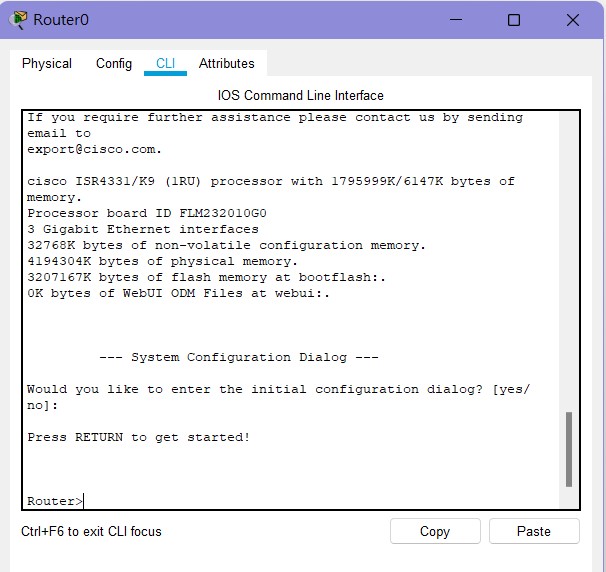 Router0
Physical Config CLI Attributes
IOS Command Line Interface
If you require further assistance please contact us by sending
email to
export@cisco.com.
cisco ISR4331/K9 (1RU) processor with 1795999K/6147K bytes of
memory.
Processor board ID FLM232010G0
3 Gigabit Ethernet interfaces
32768K bytes of non-volatile configuration memory.
4194304K bytes of physical memory.
3207167K bytes of flash memory at bootflash:.
0K bytes of WebUI ODM Files at webui:.
--- System Configuration Dialog ---
Would you like to enter the initial configuration dialog? [yes/
no]:
Press RETURN to get started!
Router>
Ctrl+F6 to exit CLI focus Copy Paste